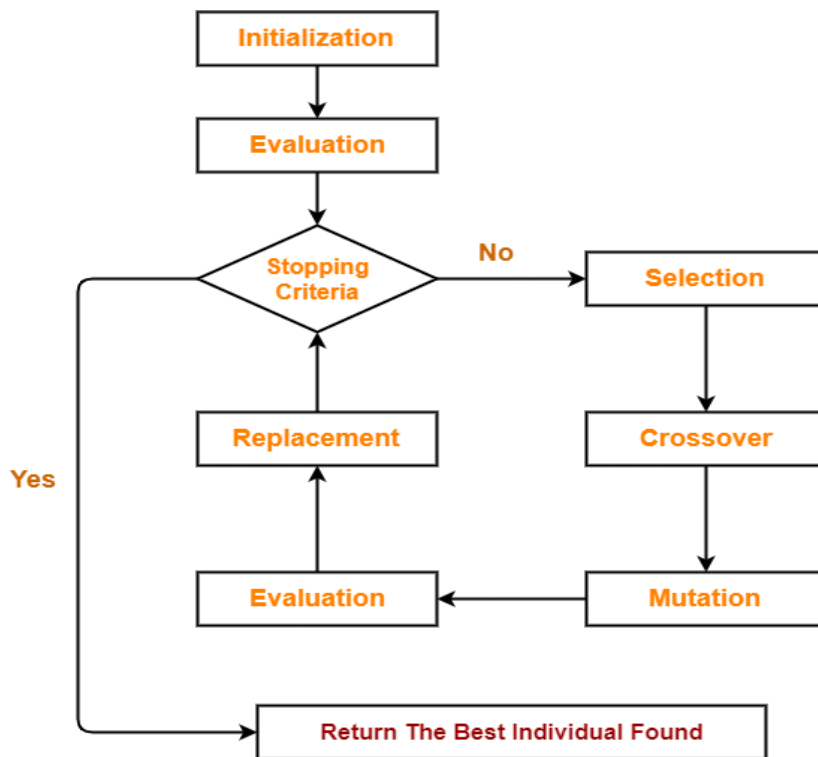 Initialization
Evaluation
Stopping
Criteria
No
Selection
Replacement
Crossover
Yes
Evaluation
Mutation
Return The Best Individual Found